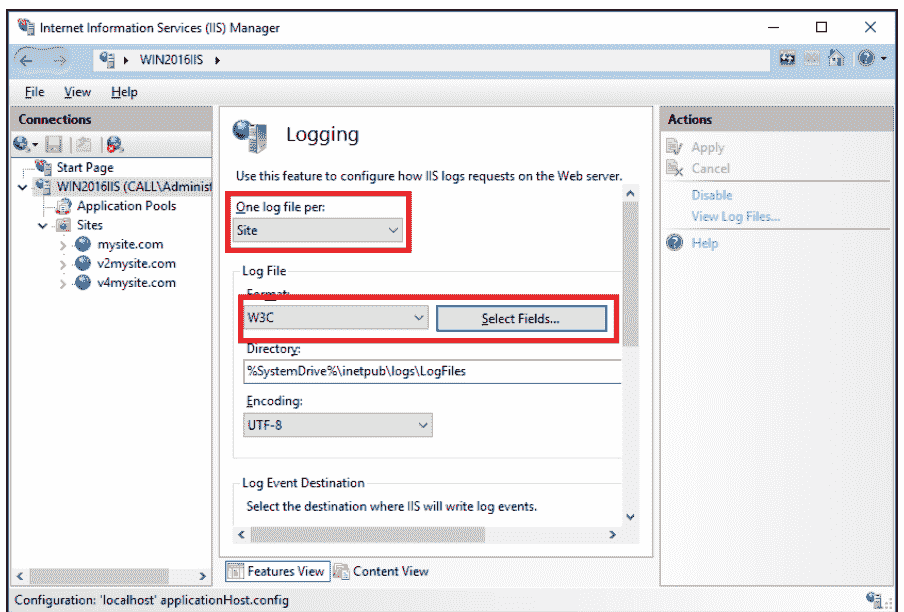 Internet Information Services (IIS) Manager
WIN2016IIS
File View Help
Connections
Start Page
WIN2016IIS (CALL\Administ
Application Pools
Sites
mysite.com
v2mysite.com
v4mysite.com
Logging
Use this feature to configure how IIS logs requests on the Web server.
One log file per:
Site
Log File
Format:
W3C
Select Fields...
Directory:
%SystemDrive%\inetpub\logs\LogFiles
Encoding:
UTF-8
Log Event Destination
Select the destination where IIS will write log events.
Features View Content View
Actions
Apply
Cancel
Disable
View Log Files...
Help
Configuration: 'localhost' applicationHost.config